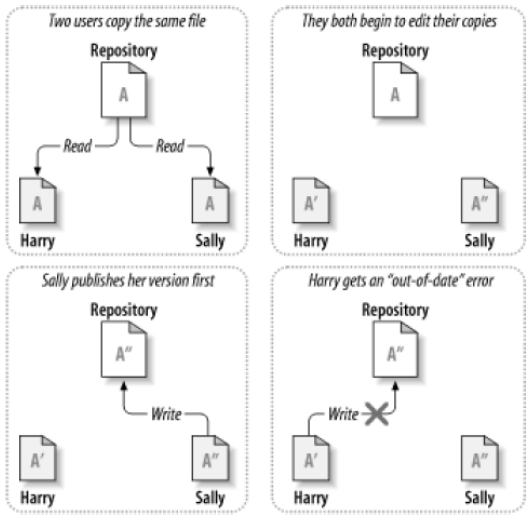 Two users copy the same file
Repository
A
Read
Read
A
A
Harry
Sally
They both begin to edit their copies
Repository
A
A'
A"
Harry
Sally
Sally publishes her version first
Repository
A"
Write
A'
A"
Harry
Sally
Harry gets an “out-of-date” error
Repository
A"
Write
A'
A"
Harry
Sally